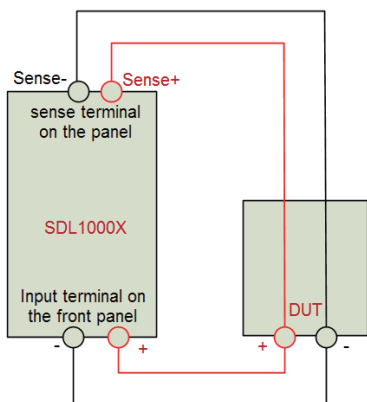 Sense-
Sense+
sense terminal
on the panel
SDL1000X
Input terminal on
the front panel
DUT
-
+
+
-